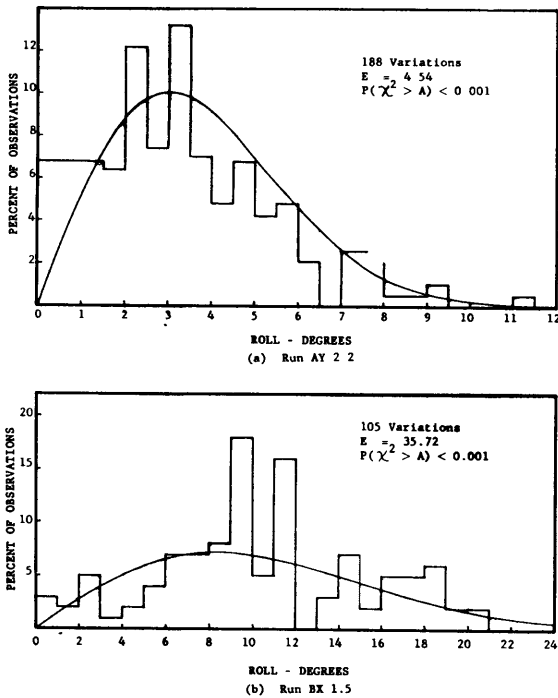 12
10
8
6
4
2
PERCENT OF OBSERVATIONS
188 Variations
E = 4 54
P(χ² > A) < 0 001
0 1 2 3 4 5 6 7 8 9 10 11 12
ROLL - DEGREES
(a) Run AY 2 2
20
15
10
5
PERCENT OF OBSERVATIONS
105 Variations
E = 35.72
P(χ² > A) < 0.001
0 2 4 6 8 10 12 14 16 18 20 22 24
ROLL - DEGREES
(b) Run BX 1.5